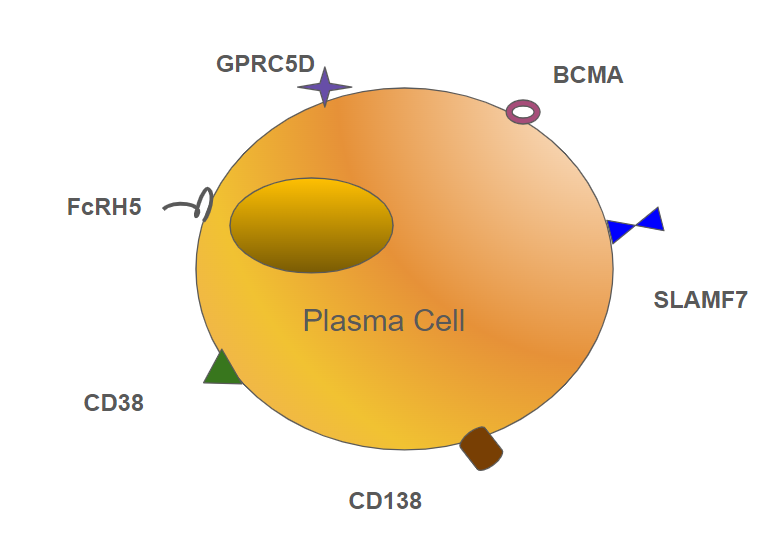 GPRC5D
BCMA
FcRH5
SLAMF7
Plasma Cell
CD38
CD138